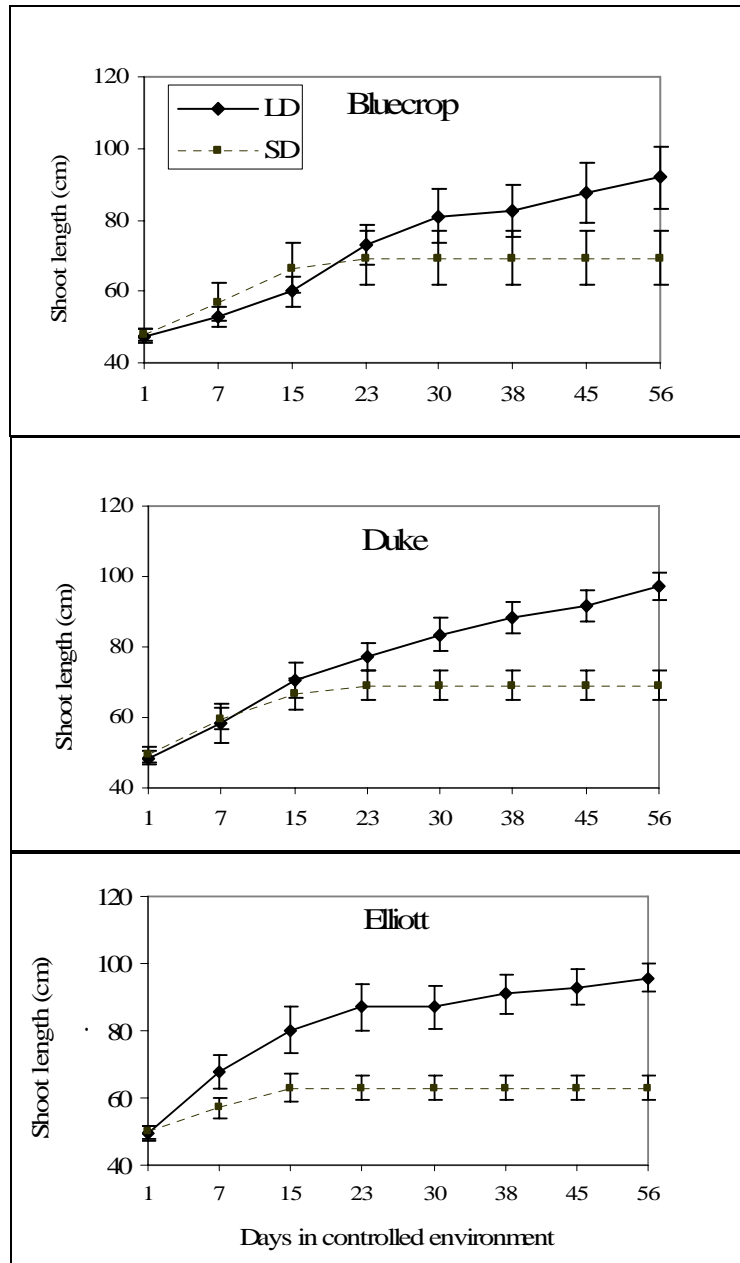 Bluecrop
LD
SD
Shoot length (cm)
120
100
80
60
40
1 7 15 23 30 38 45 56
Duke
Shoot length (cm)
120
100
80
60
40
1 7 15 23 30 38 45 56
Elliott
Shoot length (cm)
120
100
80
60
40
1 7 15 23 30 38 45 56
Days in controlled environment